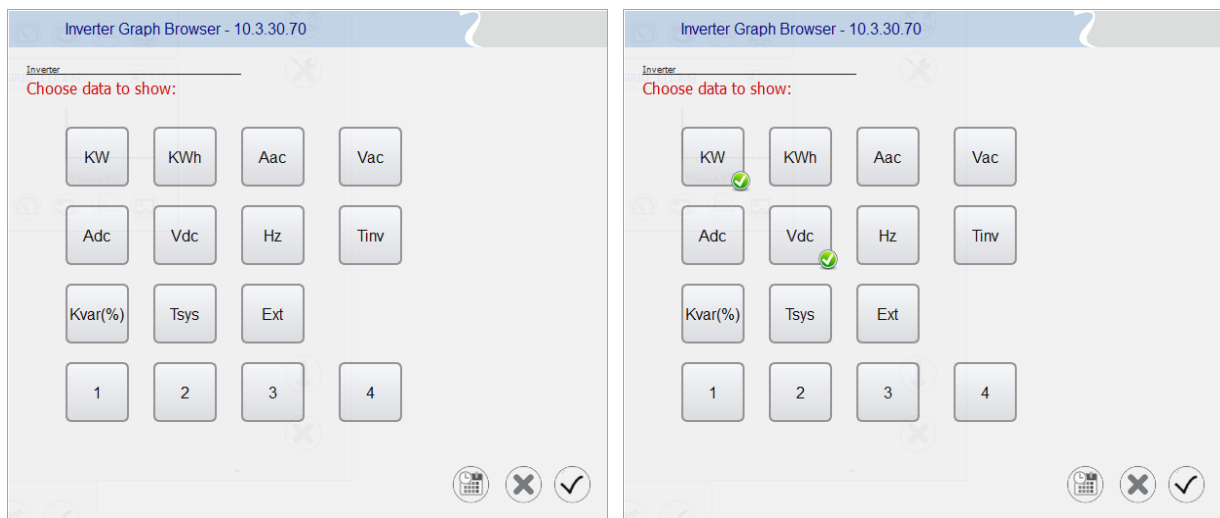 Inverter Graph Browser - 10.3.30.70
Inverter
Choose data to show:
KW KWh Aac Vac
Adc Vdc Hz Tinv
Kvar(%) Tsys Ext
1 2 3 4
Inverter Graph Browser - 10.3.30.70
Inverter
Choose data to show:
KW KWh Aac Vac
Adc Vdc Hz Tinv
Kvar(%) Tsys Ext
1 2 3 4